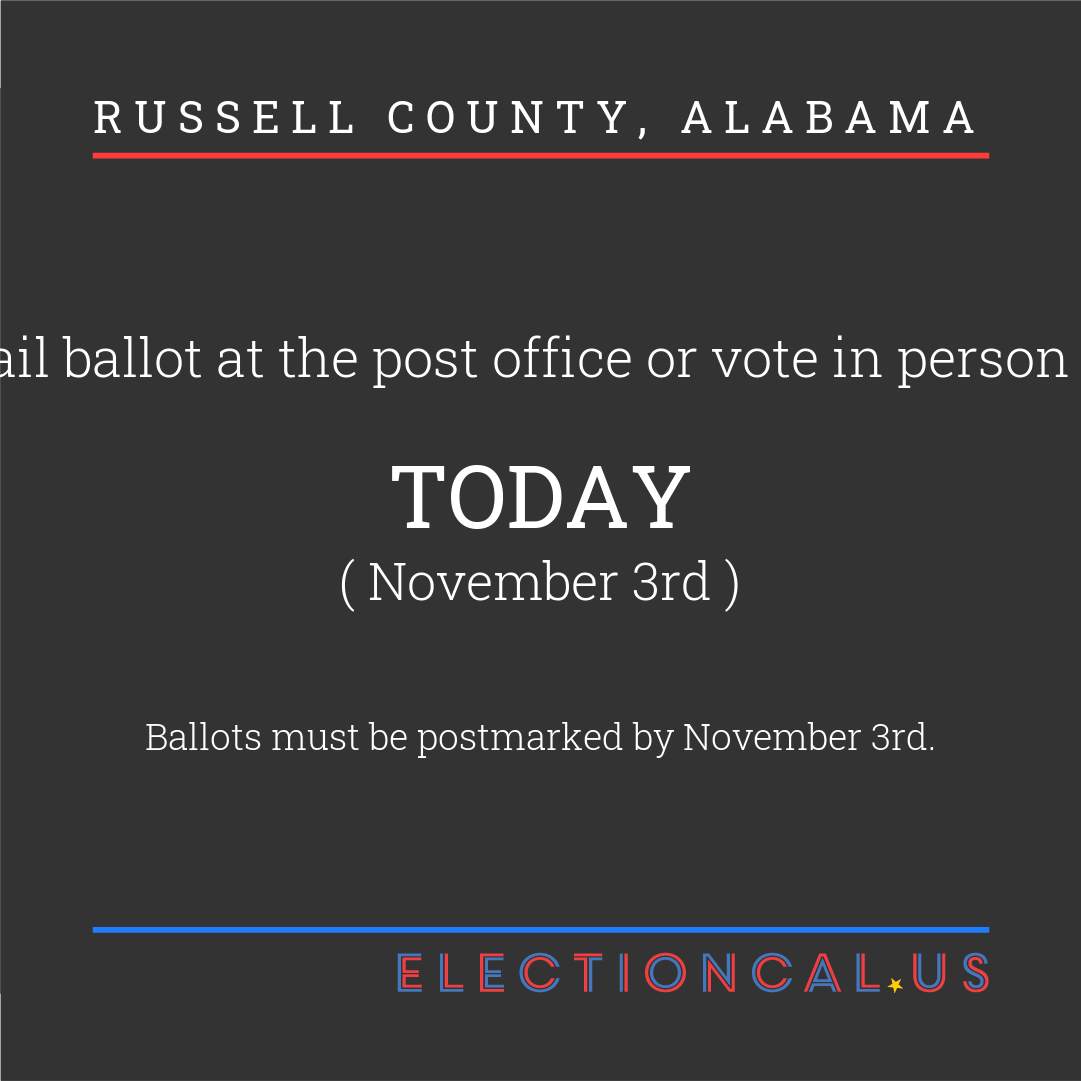 RUSSELL COUNTY, ALABAMA
ail ballot at the post office or vote in person
TODAY
( November 3rd )
Ballots must be postmarked by November 3rd.
ELECTIONCAL.US